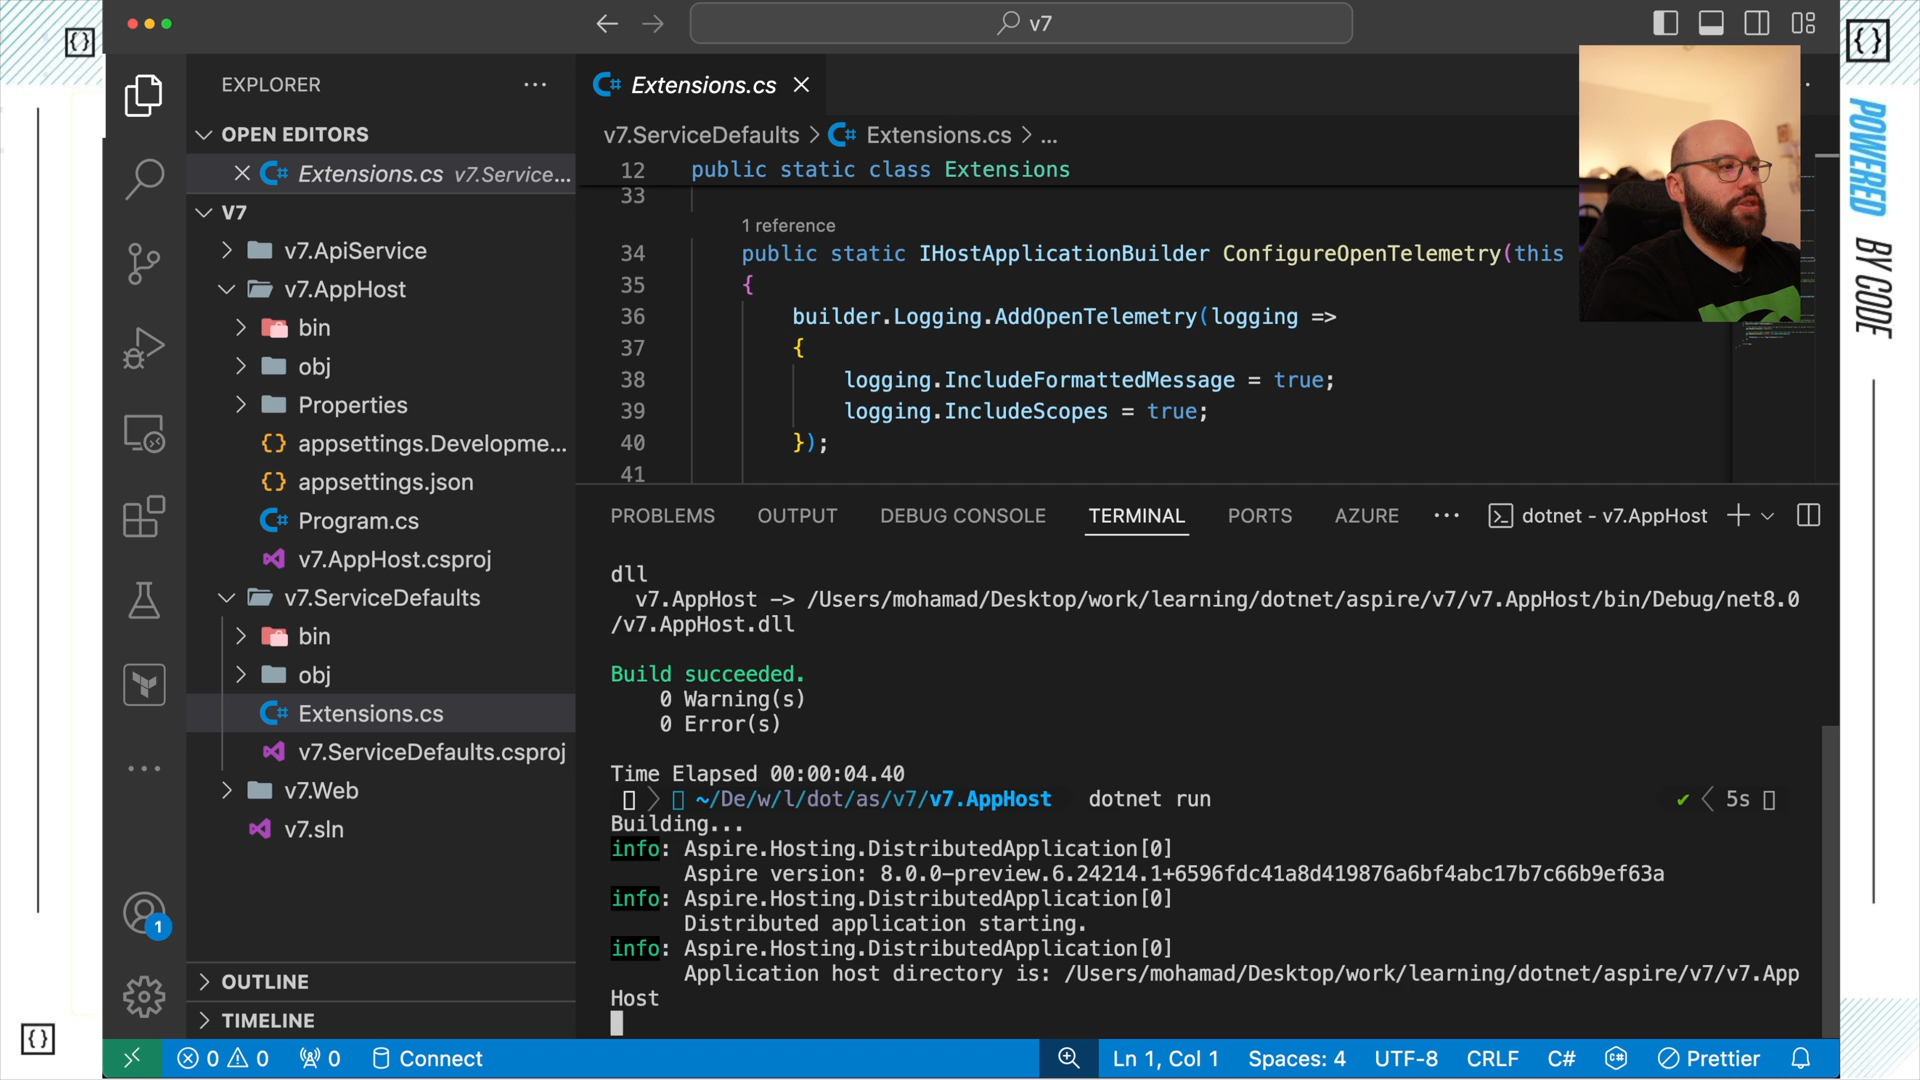 v7
EXPLORER
OPEN EDITORS
Extensions.cs v7.Service...
V7
v7.ApiService
v7.AppHost
bin
obj
Properties
appsettings.Developme...
appsettings.json
Program.cs
v7.AppHost.csproj
v7.ServiceDefaults
bin
obj
Extensions.cs
v7.ServiceDefaults.csproj
v7.Web
v7.sln
OUTLINE
TIMELINE
1
Extensions.cs
v7.ServiceDefaults > Extensions.cs > ...
12 public static class Extensions
33
1 reference
34 public static IHostApplicationBuilder ConfigureOpenTelemetry(this
35 {
36 builder.Logging.AddOpenTelemetry(logging =>
37 {
38 logging.IncludeFormattedMessage = true;
39 logging.IncludeScopes = true;
40 });
41
PROBLEMS OUTPUT DEBUG CONSOLE TERMINAL PORTS AZURE ... dotnet - v7.AppHost
dll
v7.AppHost -> /Users/mohamad/Desktop/work/learning/dotnet/aspire/v7/v7.AppHost/bin/Debug/net8.0
/v7.AppHost.dll
Build succeeded.
0 Warning(s)
0 Error(s)
Time Elapsed 00:00:04.40
~/De/w/l/dot/as/v7/v7.AppHost dotnet run ✔ 5s
Building...
info: Aspire.Hosting.DistributedApplication[0]
Aspire version: 8.0.0-preview.6.24214.1+6596fdc41a8d419876a6bf4abc17b7c66b9ef63a
info: Aspire.Hosting.DistributedApplication[0]
Distributed application starting.
info: Aspire.Hosting.DistributedApplication[0]
Application host directory is: /Users/mohamad/Desktop/work/learning/dotnet/aspire/v7/v7.App
Host
0 0 0 Connect Ln 1, Col 1 Spaces: 4 UTF-8 CRLF C# Prettier
{}
{}
{}
POWERED BY CODE